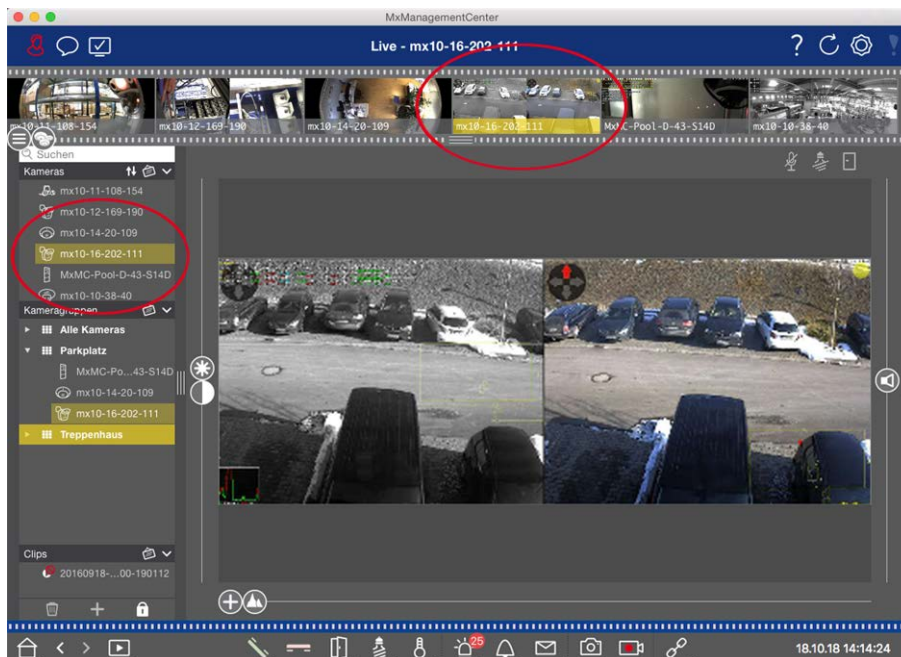 MxManagementCenter
Live - mx10-16-202-111
?
mx10-11-108-154
mx10-12-169-190
mx10-14-20-109
mx10-16-202-111
MxMC-Pool-D-43-S14D
mx10-10-38-40
Suchen
Kameras
mx10-11-108-154
mx10-12-169-190
mx10-14-20-109
mx10-16-202-111
MxMC-Pool-D-43-S14D
mx10-10-38-40
Kameragruppen
Alle Kameras
Parkplatz
MxMC-Po...43-S14D
mx10-14-20-109
mx10-16-202-111
Treppenhaus
Clips
20160918-...00-190112
25
18.10.18 14:14:24